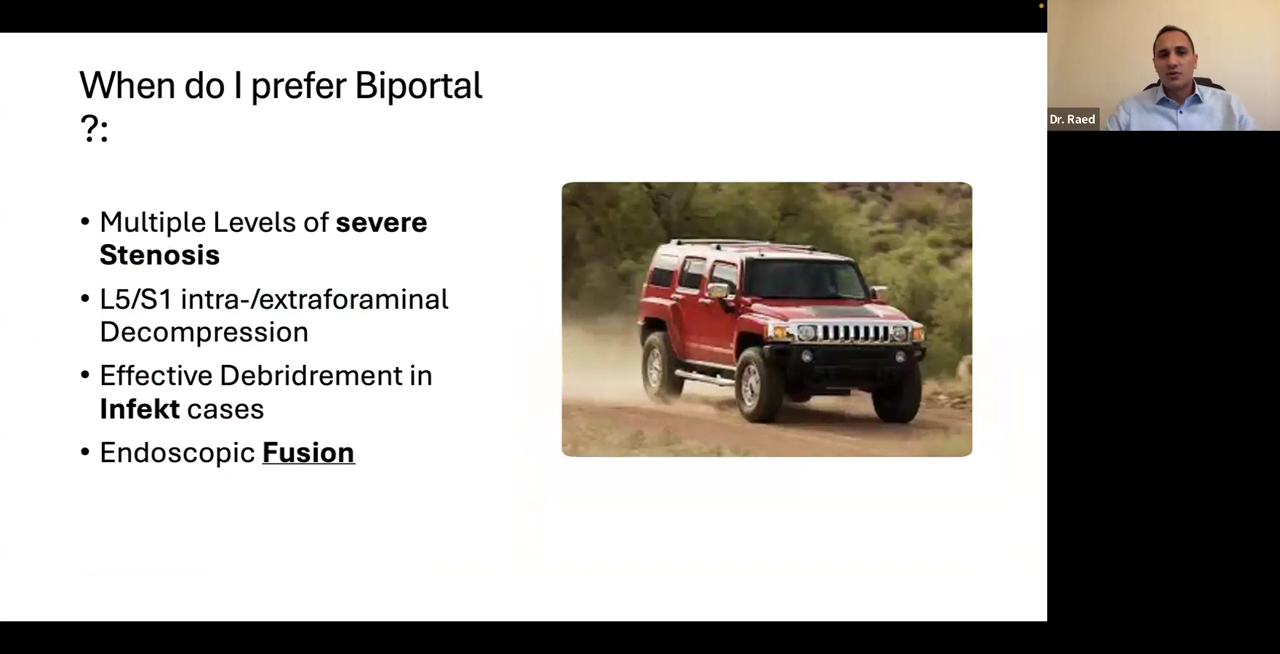 When do I prefer Biportal
?:
• Multiple Levels of severe
Stenosis
• L5/S1 intra-/extraforaminal
Decompression
• Effective Debridrement in
Infekt cases
• Endoscopic Fusion
Dr. Raed